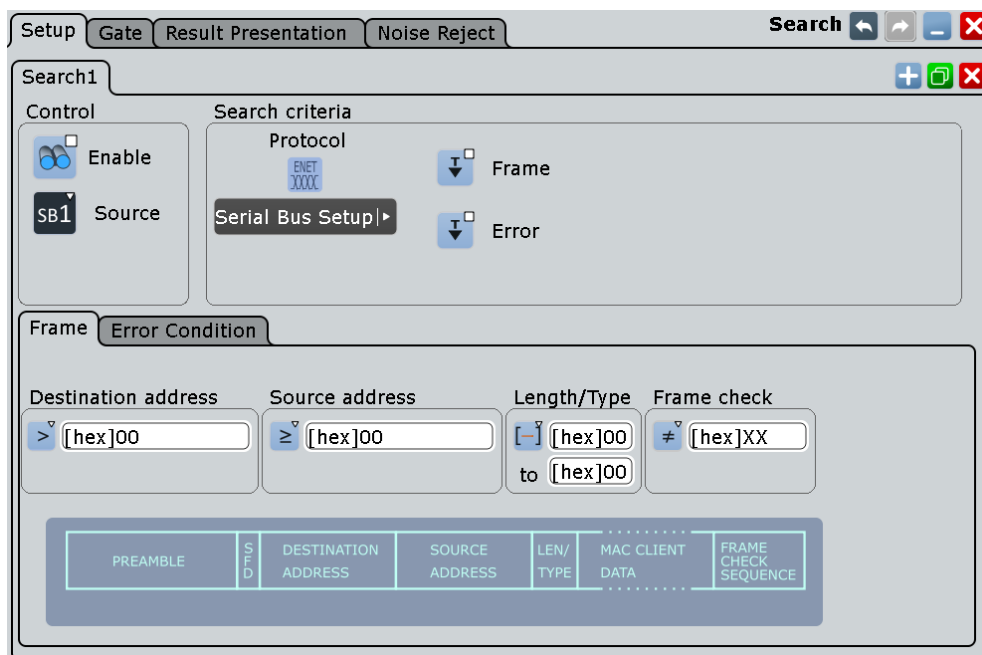 Setup Gate Result Presentation Noise Reject Search
Search1
Control Search criteria
Protocol
ENET
XXXX
Enable Frame
SB1 Source Serial Bus Setup
Error
Frame Error Condition
Destination address Source address Length/Type Frame check
> [hex]00 ≥ [hex]00 [–] [hex]00 ≠ [hex]XX
to [hex]00
PREAMBLE SFD DESTINATION ADDRESS SOURCE ADDRESS LEN/TYPE MAC CLIENT DATA FRAME CHECK SEQUENCE